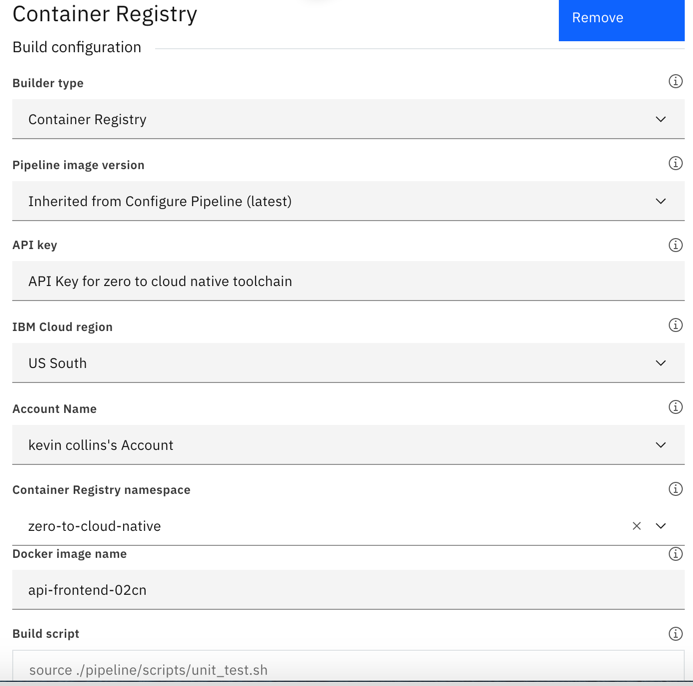 Container Registry
Remove
Build configuration
Builder type
Container Registry
Pipeline image version
Inherited from Configure Pipeline (latest)
API key
API Key for zero to cloud native toolchain
IBM Cloud region
US South
Account Name
kevin collins's Account
Container Registry namespace
zero-to-cloud-native
Docker image name
api-frontend-02cn
Build script
source ./pipeline/scripts/unit_test.sh